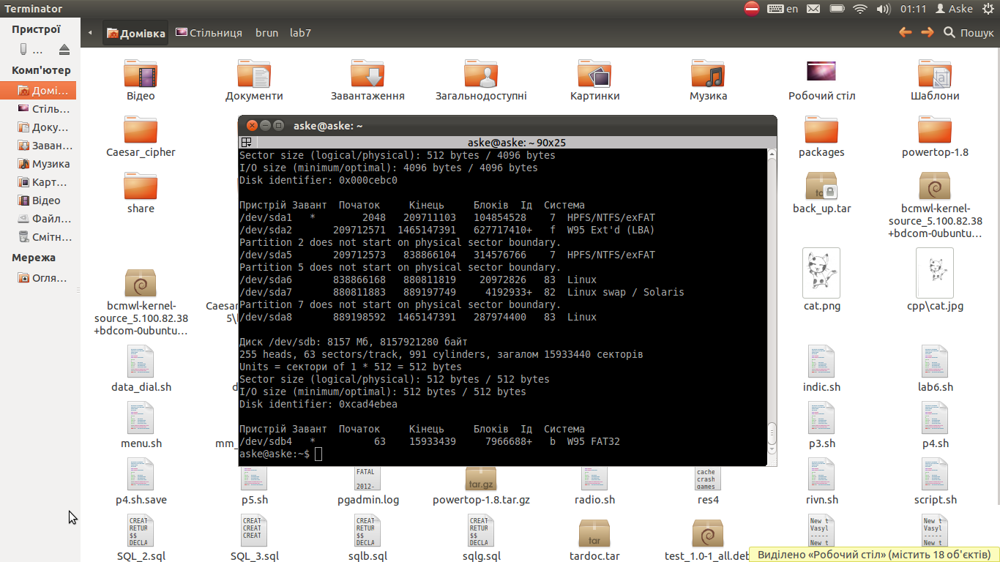 Terminator
en
01:11
Aske
Пристрої
...
Комп'ютер
Домі...
Стіль...
Доку...
Заван...
Музика
Карт...
Відео
Файл...
Смітн...
Мережа
Огля...
Домівка
Стільниця
brun
lab7
Пошук
Відео
Документи
Завантаження
Загальнодоступні
Картинки
Музика
Робочий стіл
Шаблони
Caesar_cipher
packages
powertop-1.8
share
back_up.tar
bcmwl-kernel-
source_5.100.82.38
+bdcom-0ubuntu...
bcmwl-kernel-
source_5.100.82.38
+bdcom-0ubuntu...
cat.png
cpp\cat.jpg
data_dial.sh
indic.sh
lab6.sh
menu.sh
mm_
p3.sh
p4.sh
aske@aske: ~
aske@aske: ~ 90x25
Sector size (logical/physical): 512 bytes / 4096 bytes
I/O size (minimum/optimal): 4096 bytes / 4096 bytes
Disk identifier: 0x000cebc0
Пристрій Завант Початок Кінець Блоків Ід Система
/dev/sda1 * 2048 209711103 104854528 7 HPFS/NTFS/exFAT
/dev/sda2 209712571 1465147391 627717410+ f W95 Ext'd (LBA)
Partition 2 does not start on physical sector boundary.
/dev/sda5 209712573 838866104 314576766 7 HPFS/NTFS/exFAT
Partition 5 does not start on physical sector boundary.
/dev/sda6 838866168 880811819 20972826 83 Linux
/dev/sda7 880811883 889197749 4192933+ 82 Linux swap / Solaris
Partition 7 does not start on physical sector boundary.
/dev/sda8 889198592 1465147391 287974400 83 Linux
Диск /dev/sdb: 8157 Мб, 8157921280 байт
255 heads, 63 sectors/track, 991 cylinders, загалом 15933440 секторів
Units = сектори of 1 * 512 = 512 bytes
Sector size (logical/physical): 512 bytes / 512 bytes
I/O size (minimum/optimal): 512 bytes / 512 bytes
Disk identifier: 0xcad4ebea
Пристрій Завант Початок Кінець Блоків Ід Система
/dev/sdb4 * 63 15933439 7966688+ b W95 FAT32
aske@aske:~$
p4.sh.save
p5.sh
FATAL
2012-
pgadmin.log
tar.gz
powertop-1.8.tar.gz
radio.sh
cache
crash
games
res4
rivn.sh
script.sh
CREAT
RETUR
$$
DECLA
SQL_2.sql
CREAT
CREAT
CREAT
SQL_3.sql
CREAT
RETUR
$$
DECLA
sqlb.sql
CREAT
RETUR
$$
DECLA
sqlg.sql
tar
tardoc.tar
test_1.0-1_all.deb
New t
Vasyl
-----
New t
New t
Vasyl
-----
New t
Виділено «Робочий стіл» (містить 18 об'єктів)